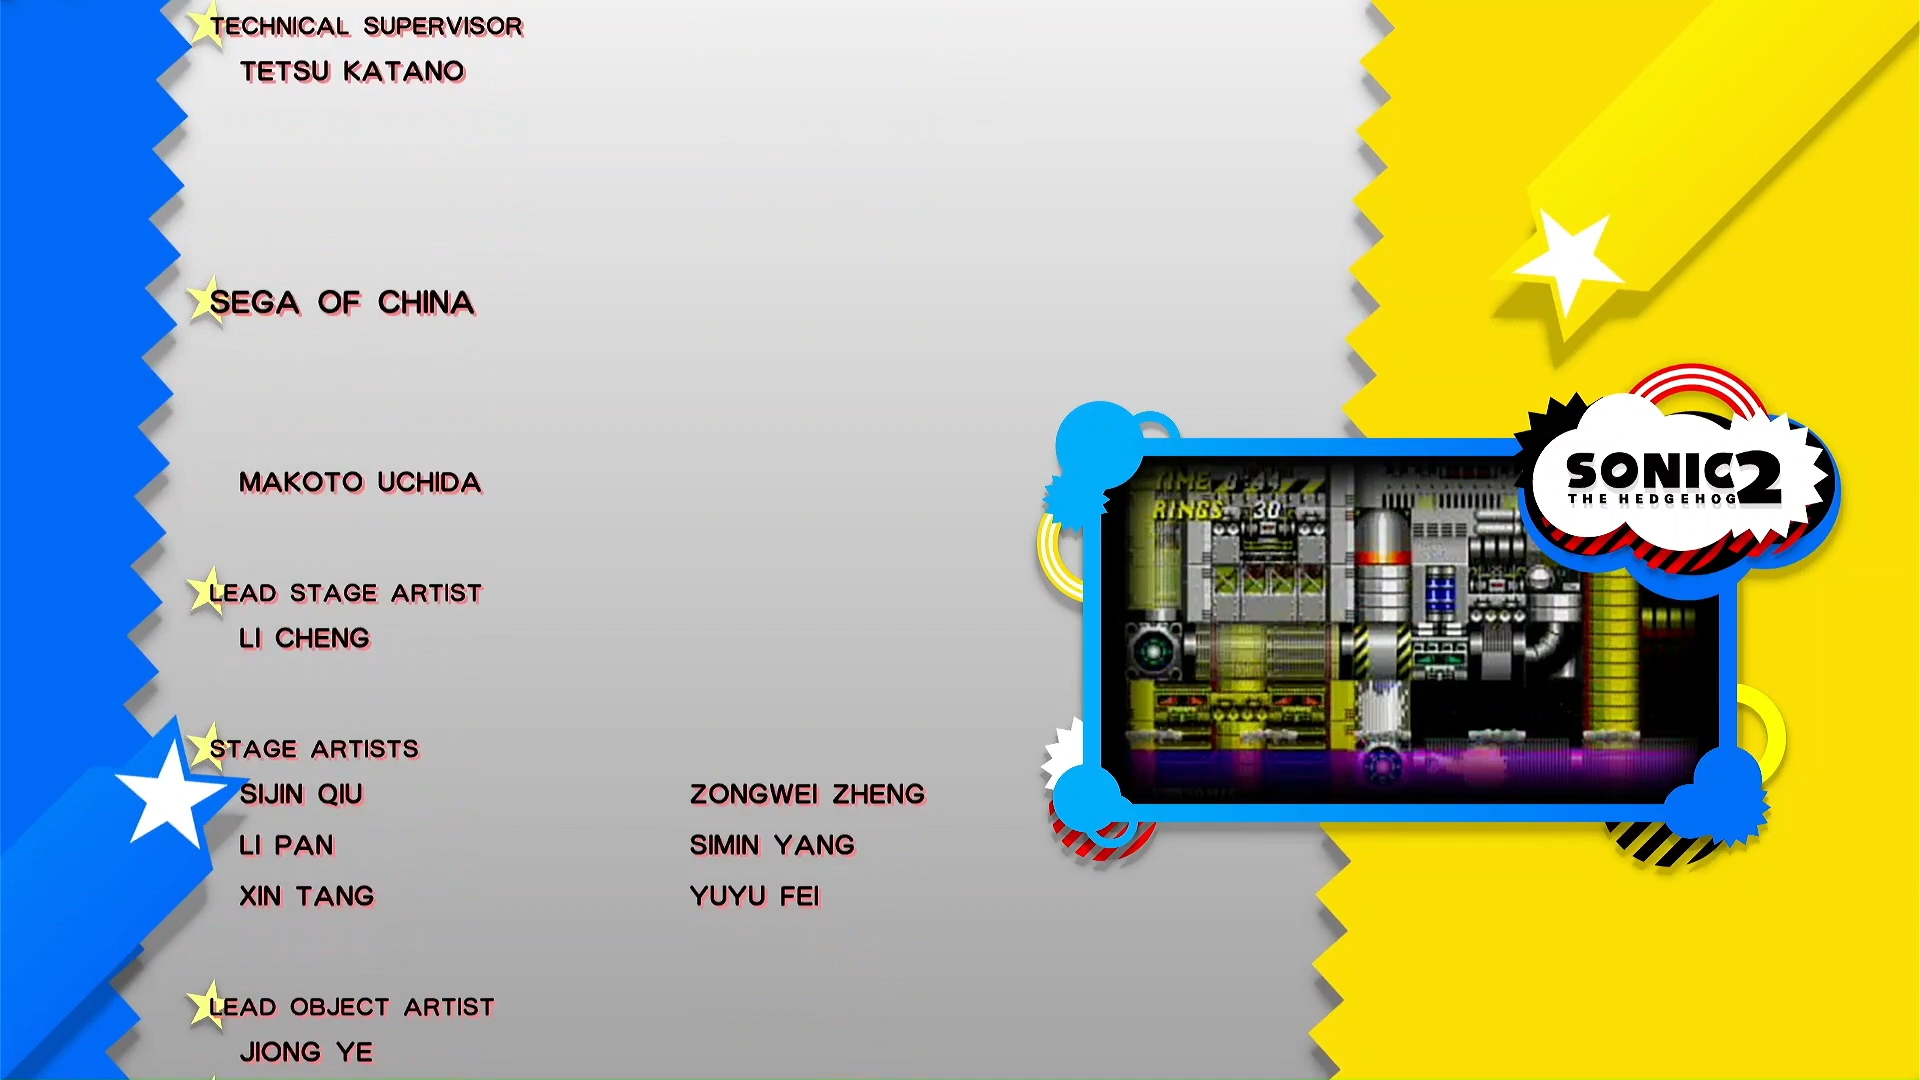 TECHNICAL SUPERVISOR
TETSU KATANO
SEGA OF CHINA
MAKOTO UCHIDA
LEAD STAGE ARTIST
LI CHENG
STAGE ARTISTS
SIJIN QIU
ZONGWEI ZHENG
LI PAN
SIMIN YANG
XIN TANG
YUYU FEI
LEAD OBJECT ARTIST
JIONG YE
SONIC 2
THE HEDGEHOG
TIME
RINGS 30